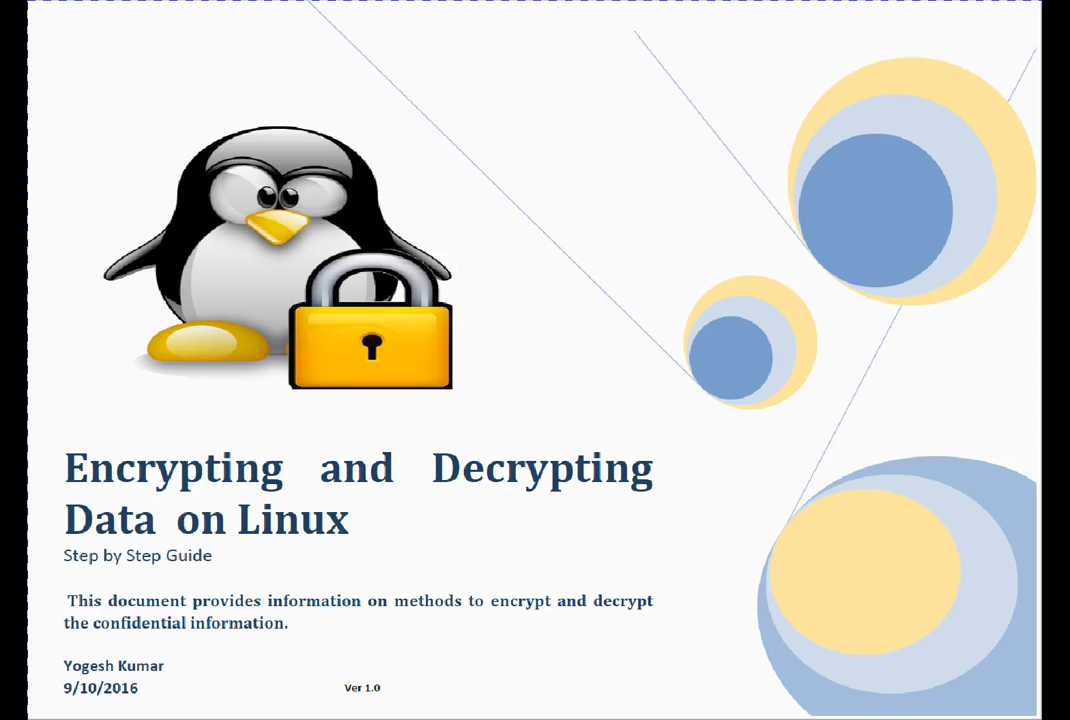 Encrypting and Decrypting
Data on Linux
Step by Step Guide
This document provides information on methods to encrypt and decrypt
the confidential information.
Yogesh Kumar
9/10/2016 Ver 1.0